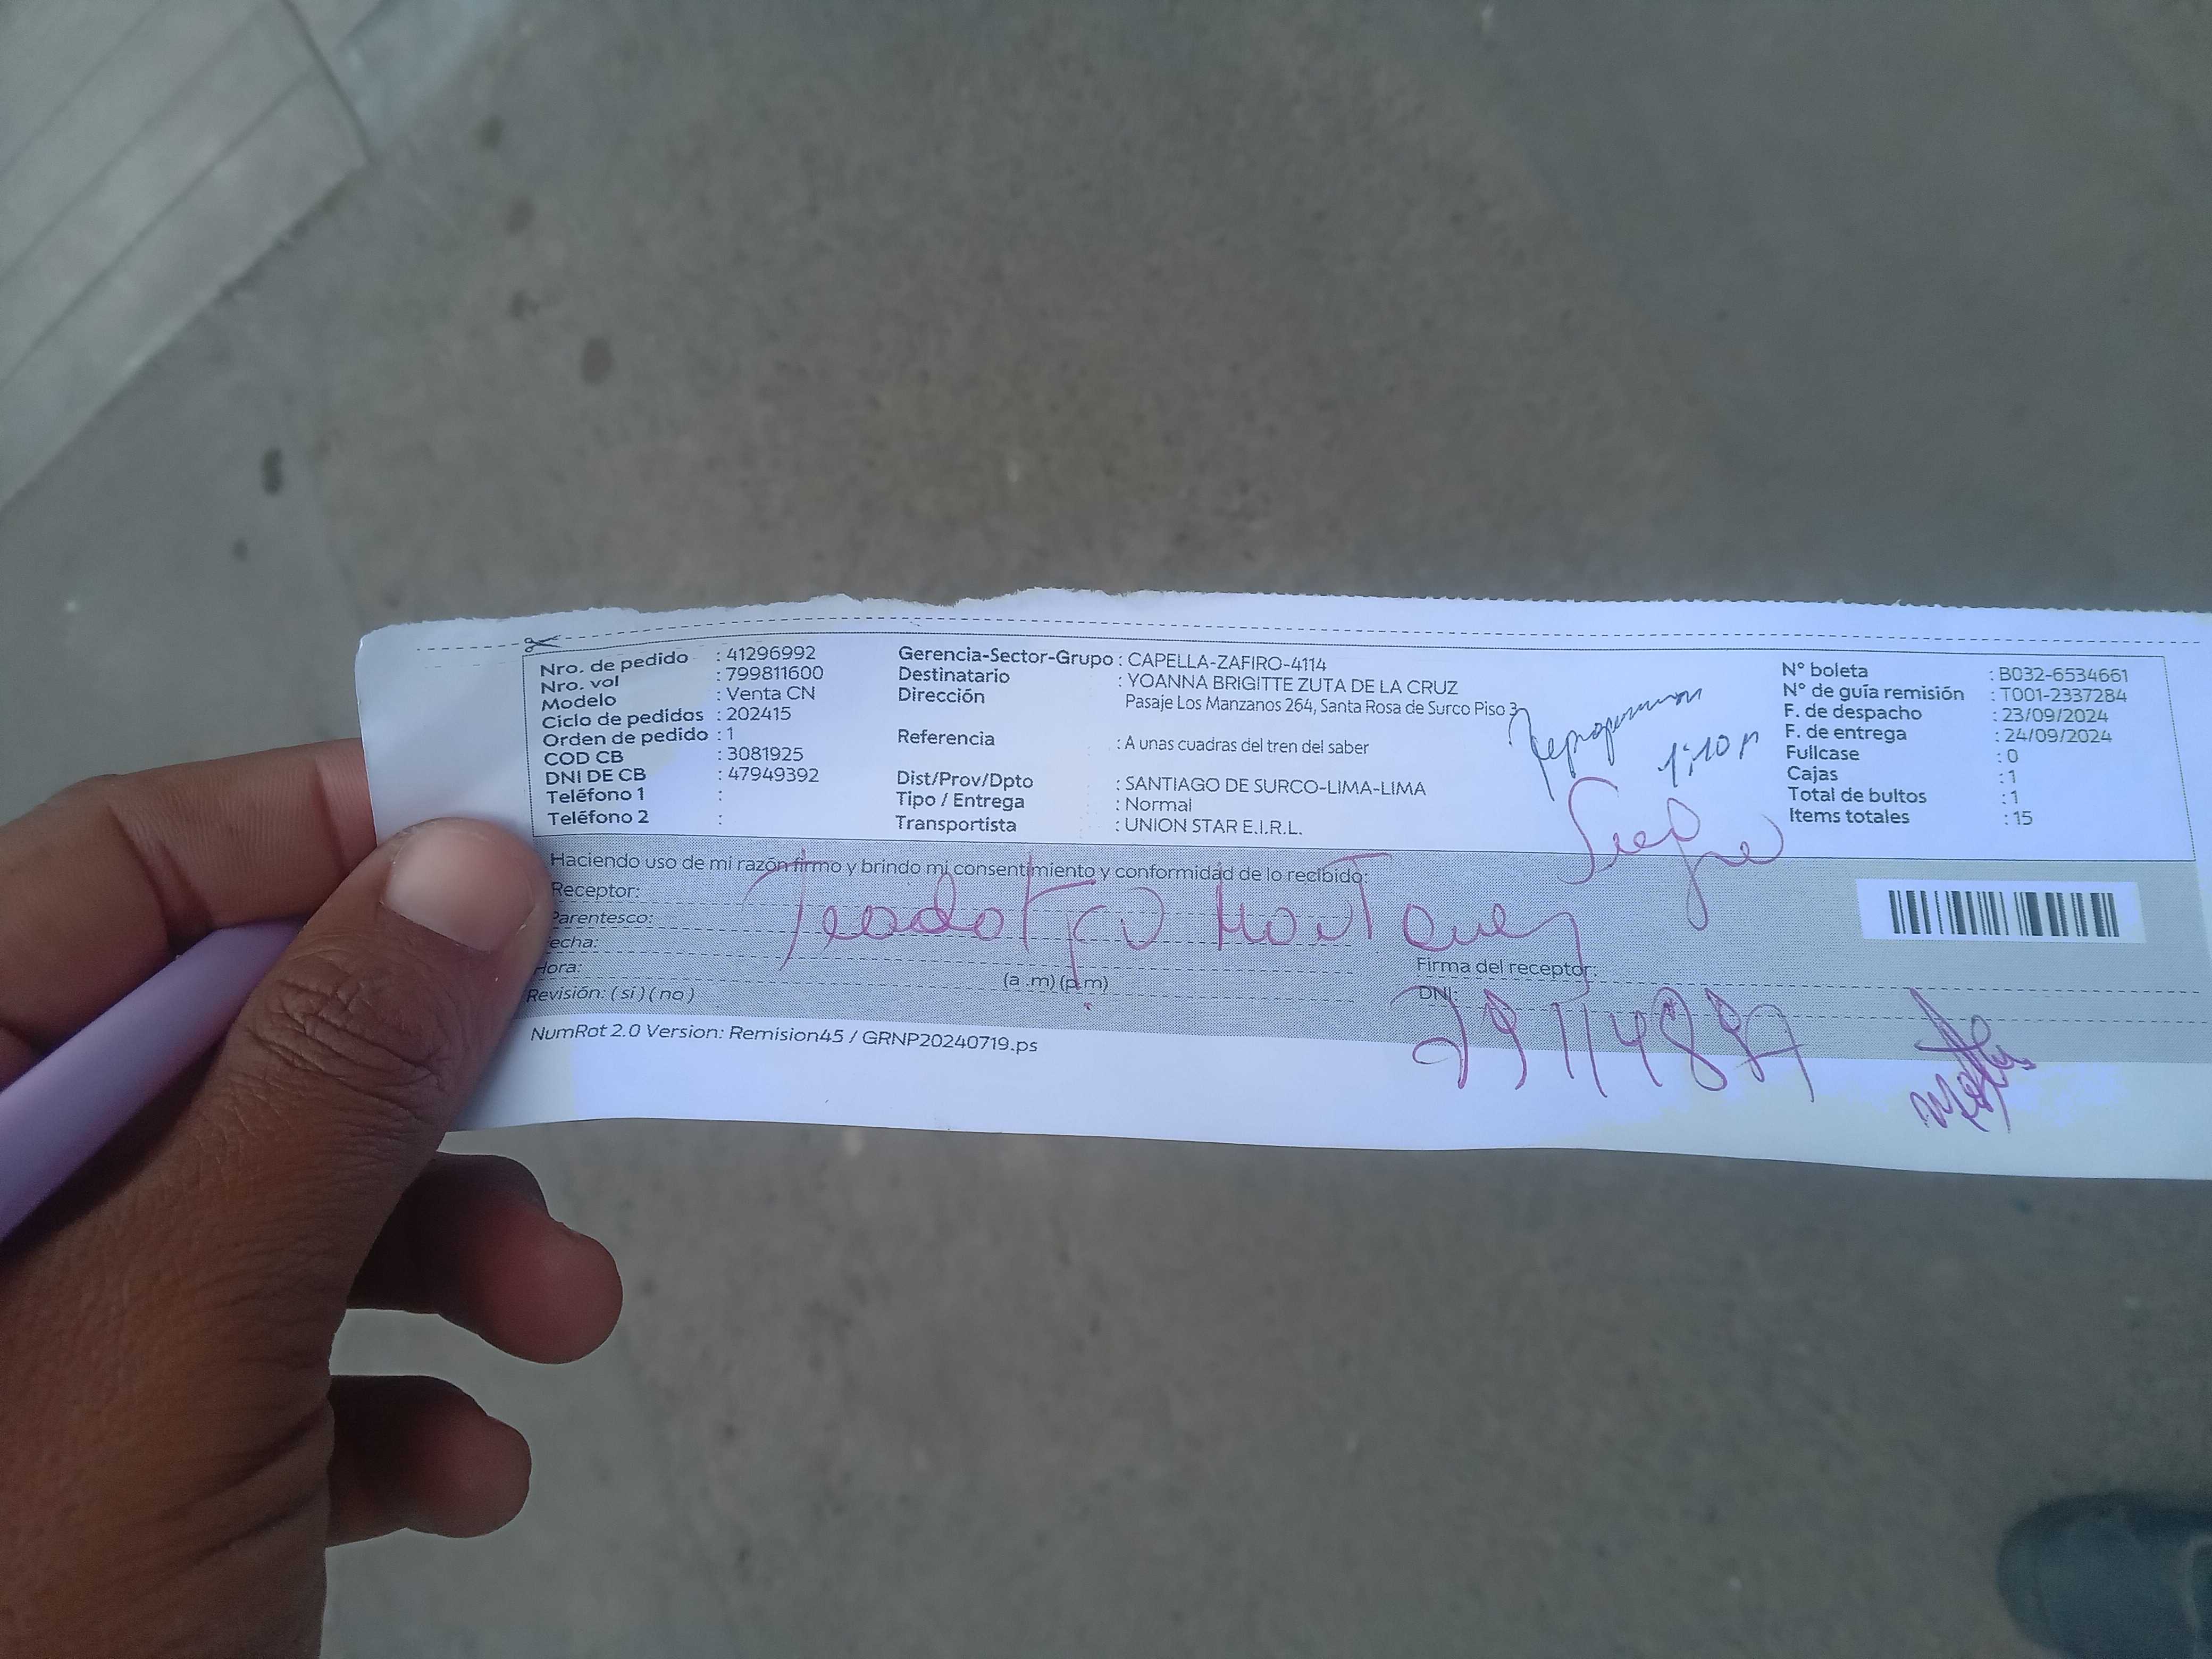 Nro. de pedido : 41296992
Nro. vol : 799811600
Modelo : Venta CN
Ciclo de pedidos : 202415
Orden de pedido : 1
COD CB : 3081925
DNI DE CB : 47949392
Teléfono 1 :
Teléfono 2 :
Gerencia-Sector-Grupo : CAPELLA-ZAFIRO-4114
Destinatario : YOANNA BRIGITTE ZUTA DE LA CRUZ
Dirección Pasaje Los Manzanos 264, Santa Rosa de Surco Piso 3
Referencia : A unas cuadras del tren del saber
Dist/Prov/Dpto : SANTIAGO DE SURCO-LIMA-LIMA
Tipo / Entrega : Normal
Transportista : UNION STAR E.I.R.L.
1:10 p
N° boleta : B032-6534661
N° de guía remisión : T001-2337284
F. de despacho : 23/09/2024
F. de entrega : 24/09/2024
Fullcase : 0
Cajas : 1
Total de bultos : 1
Items totales : 15
Haciendo uso de mi razón firmo y brindo mi consentimiento y conformidad de lo recibido:
Receptor:
Parentesco:
echa:
Hora: (a .m) (p.m)
Revisión: ( si ) ( no )
Firma del receptor:
DNI:
NumRot 2.0 Version: Remision45 / GRNP20240719.ps